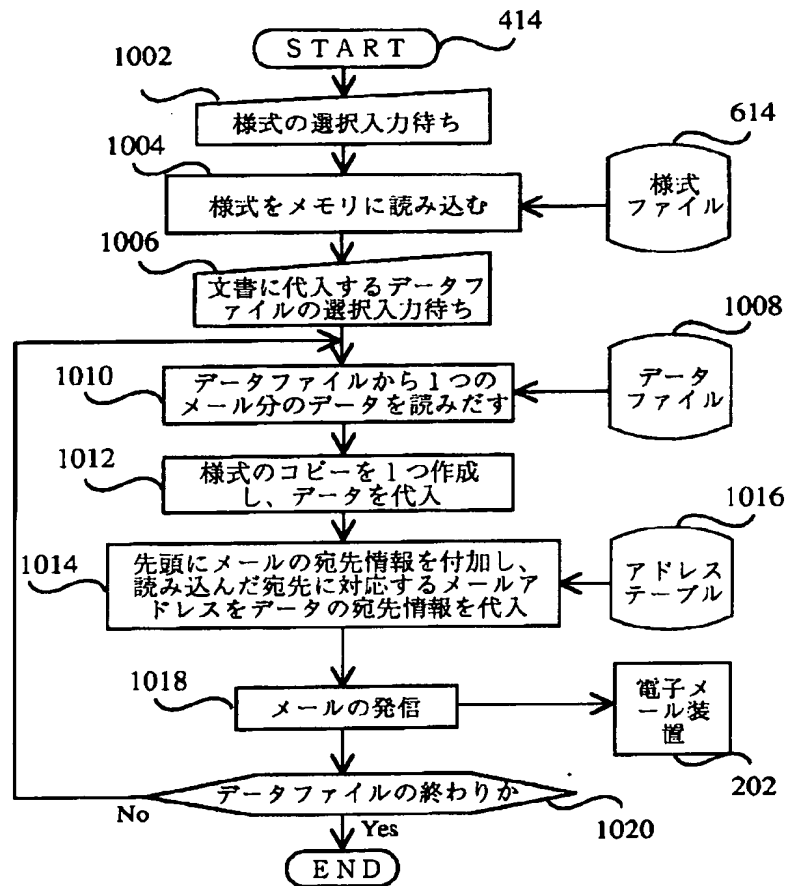 START
414
1002
様式の選択入力待ち
614
1004
様式をメモリに読み込む
様式
ファイル
1006
文書に代入するデータフ
ァイルの選択入力待ち
1008
1010
データファイルから１つの
メール分のデータを読みだす
データ
ファイル
1012
様式のコピーを１つ作成
し、データを代入
1016
1014
先頭にメールの宛先情報を付加し、
読み込んだ宛先に対応するメールア
ドレスをデータの宛先情報を代入
アドレス
テーブル
1018
メールの発信
電子メ
ール装
置
202
データファイルの終わりか
No
Yes
1020
END